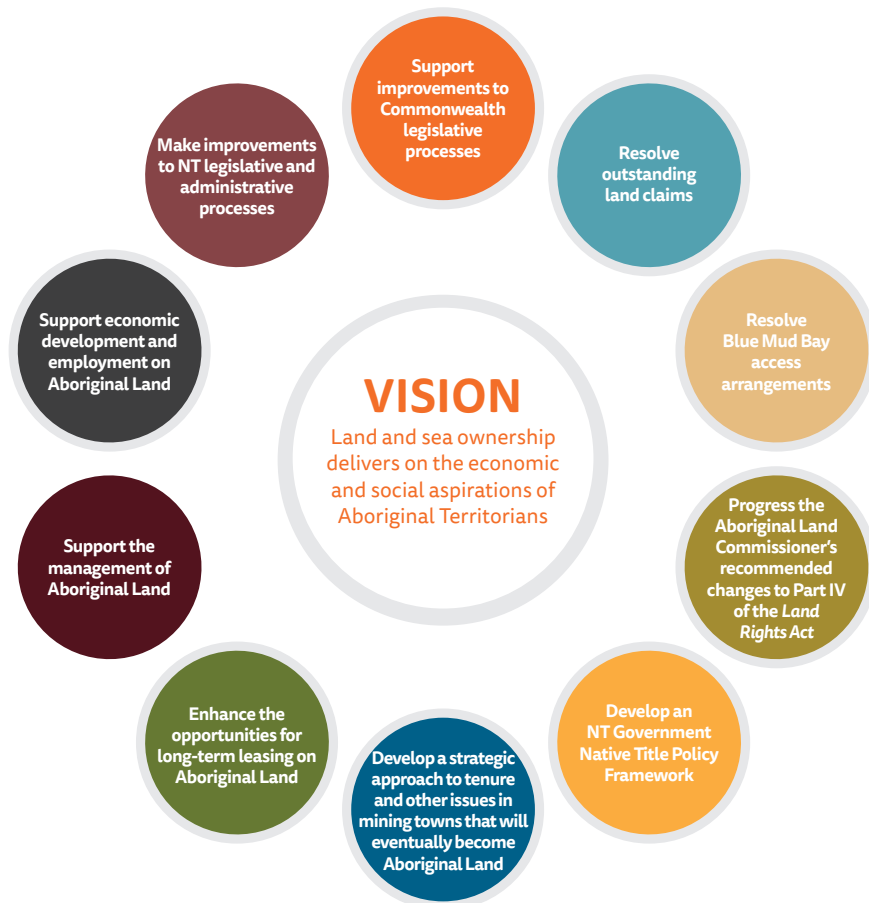 Support
improvements to
Commonwealth
legislative
processes
Resolve
outstanding
land claims
Resolve
Blue Mud Bay
access
arrangements
Progress the
Aboriginal Land
Commissioner's
recommended
changes to Part IV
of the Land
Rights Act
Develop an
NT Government
Native Title Policy
Framework
Develop a strategic
approach to tenure
and other issues in
mining towns that will
eventually become
Aboriginal Land
Enhance the
opportunities for
long-term leasing on
Aboriginal Land
Support the
management of
Aboriginal Land
Support economic
development and
employment on
Aboriginal Land
Make improvements
to NT legislative and
administrative
processes
VISION
Land and sea ownership
delivers on the economic
and social aspirations of
Aboriginal Territorians